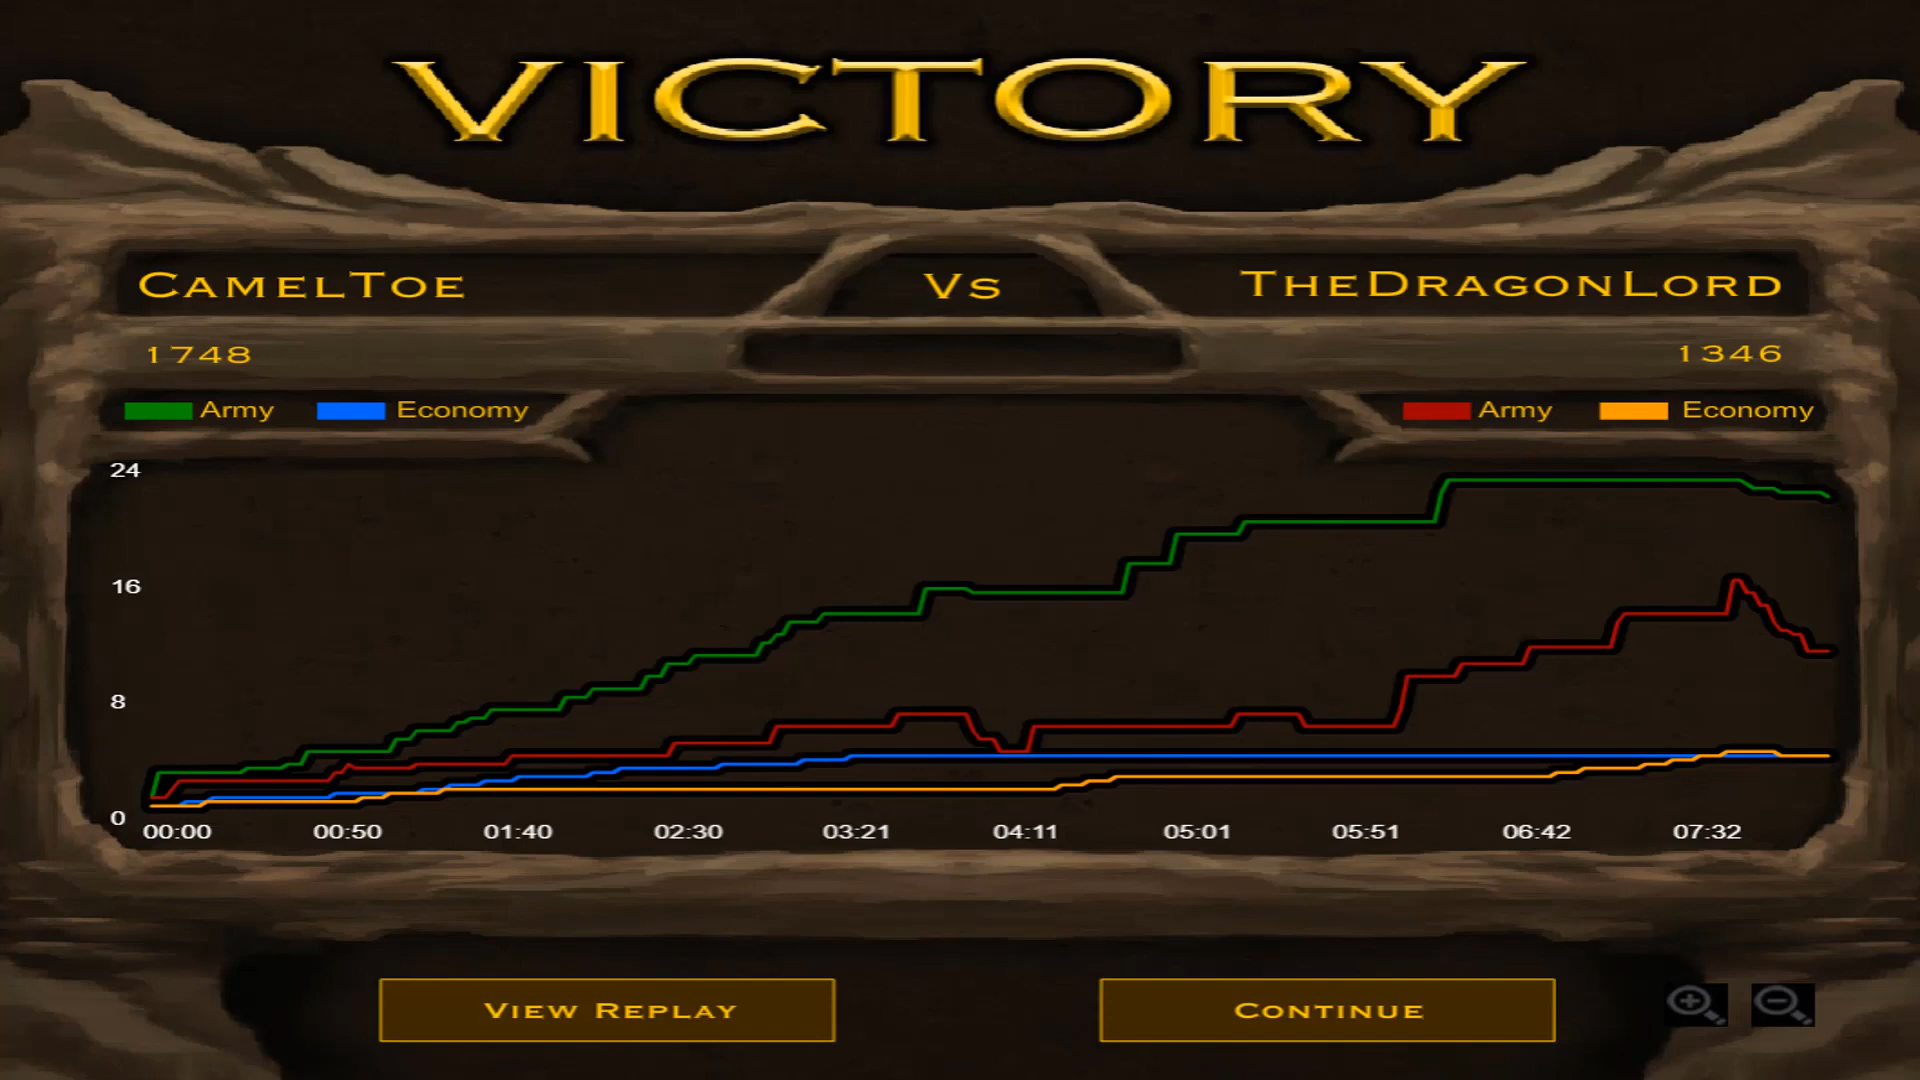 VICTORY
CAMELTOE VS THEDRAGONLORD
1748 1346
Army Economy Army Economy
24
16
8
0
00:00 00:50 01:40 02:30 03:21 04:11 05:01 05:51 06:42 07:32
VIEW REPLAY CONTINUE